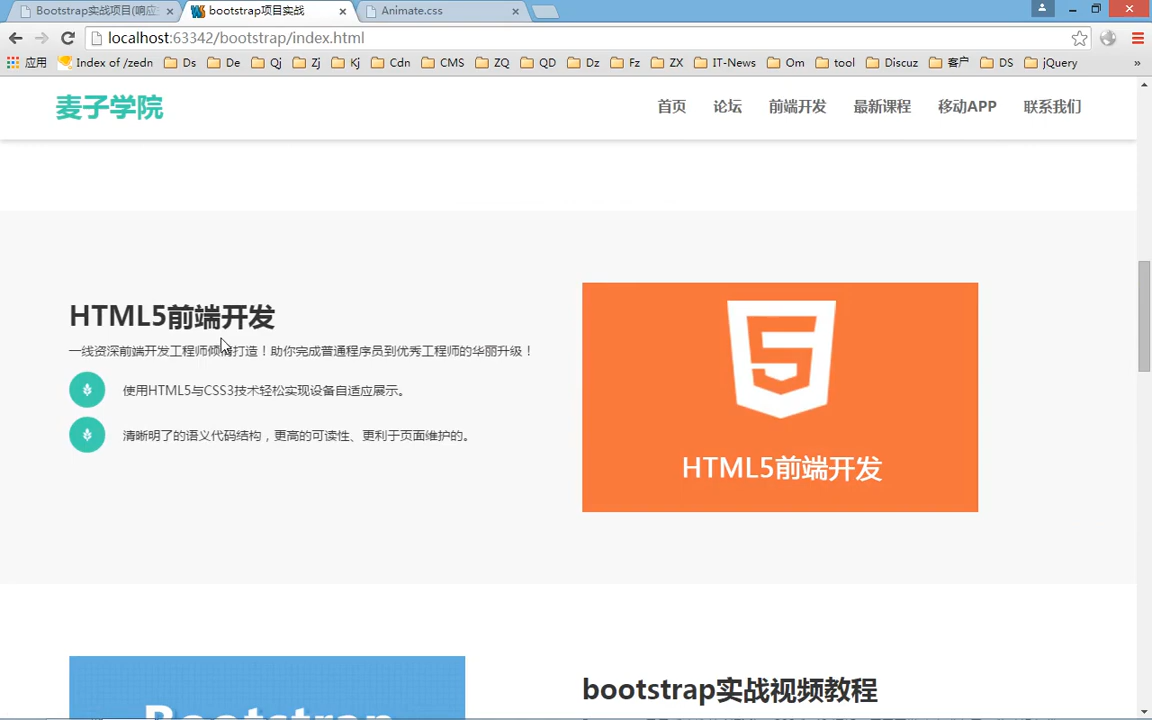 Bootstrap实战项目(响应
bootstrap项目实战
Animate.css
localhost:63342/bootstrap/index.html
应用 Index of /zedn Ds De Qj Zj Kj Cdn CMS ZQ QD Dz Fz ZX IT-News Om tool Discuz 客户 DS jQuery »
麦子学院 首页 论坛 前端开发 最新课程 移动APP 联系我们
HTML5前端开发
一线资深前端开发工程师倾 打造！助你完成普通程序员到优秀工程师的华丽升级！
使用HTML5与CSS3技术轻松实现设备自适应展示。
清晰明了的语义代码结构，更高的可读性、更利于页面维护的。
HTML5前端开发
Bootstrap
bootstrap实战视频教程